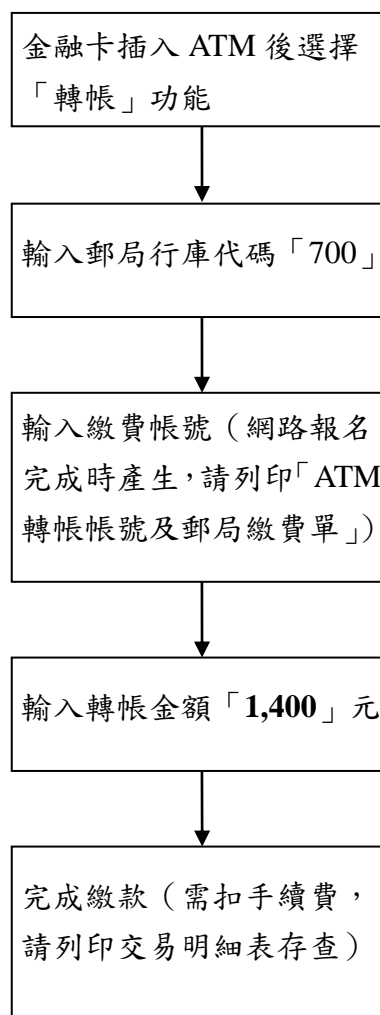 金融卡插入 ATM 後選擇
「轉帳」功能
輸入郵局行庫代碼「700」
輸入繳費帳號（網路報名
完成時產生，請列印「ATM
轉帳帳號及郵局繳費單」）
輸入轉帳金額「1,400」元
完成繳款（需扣手續費，
請列印交易明細表存查）